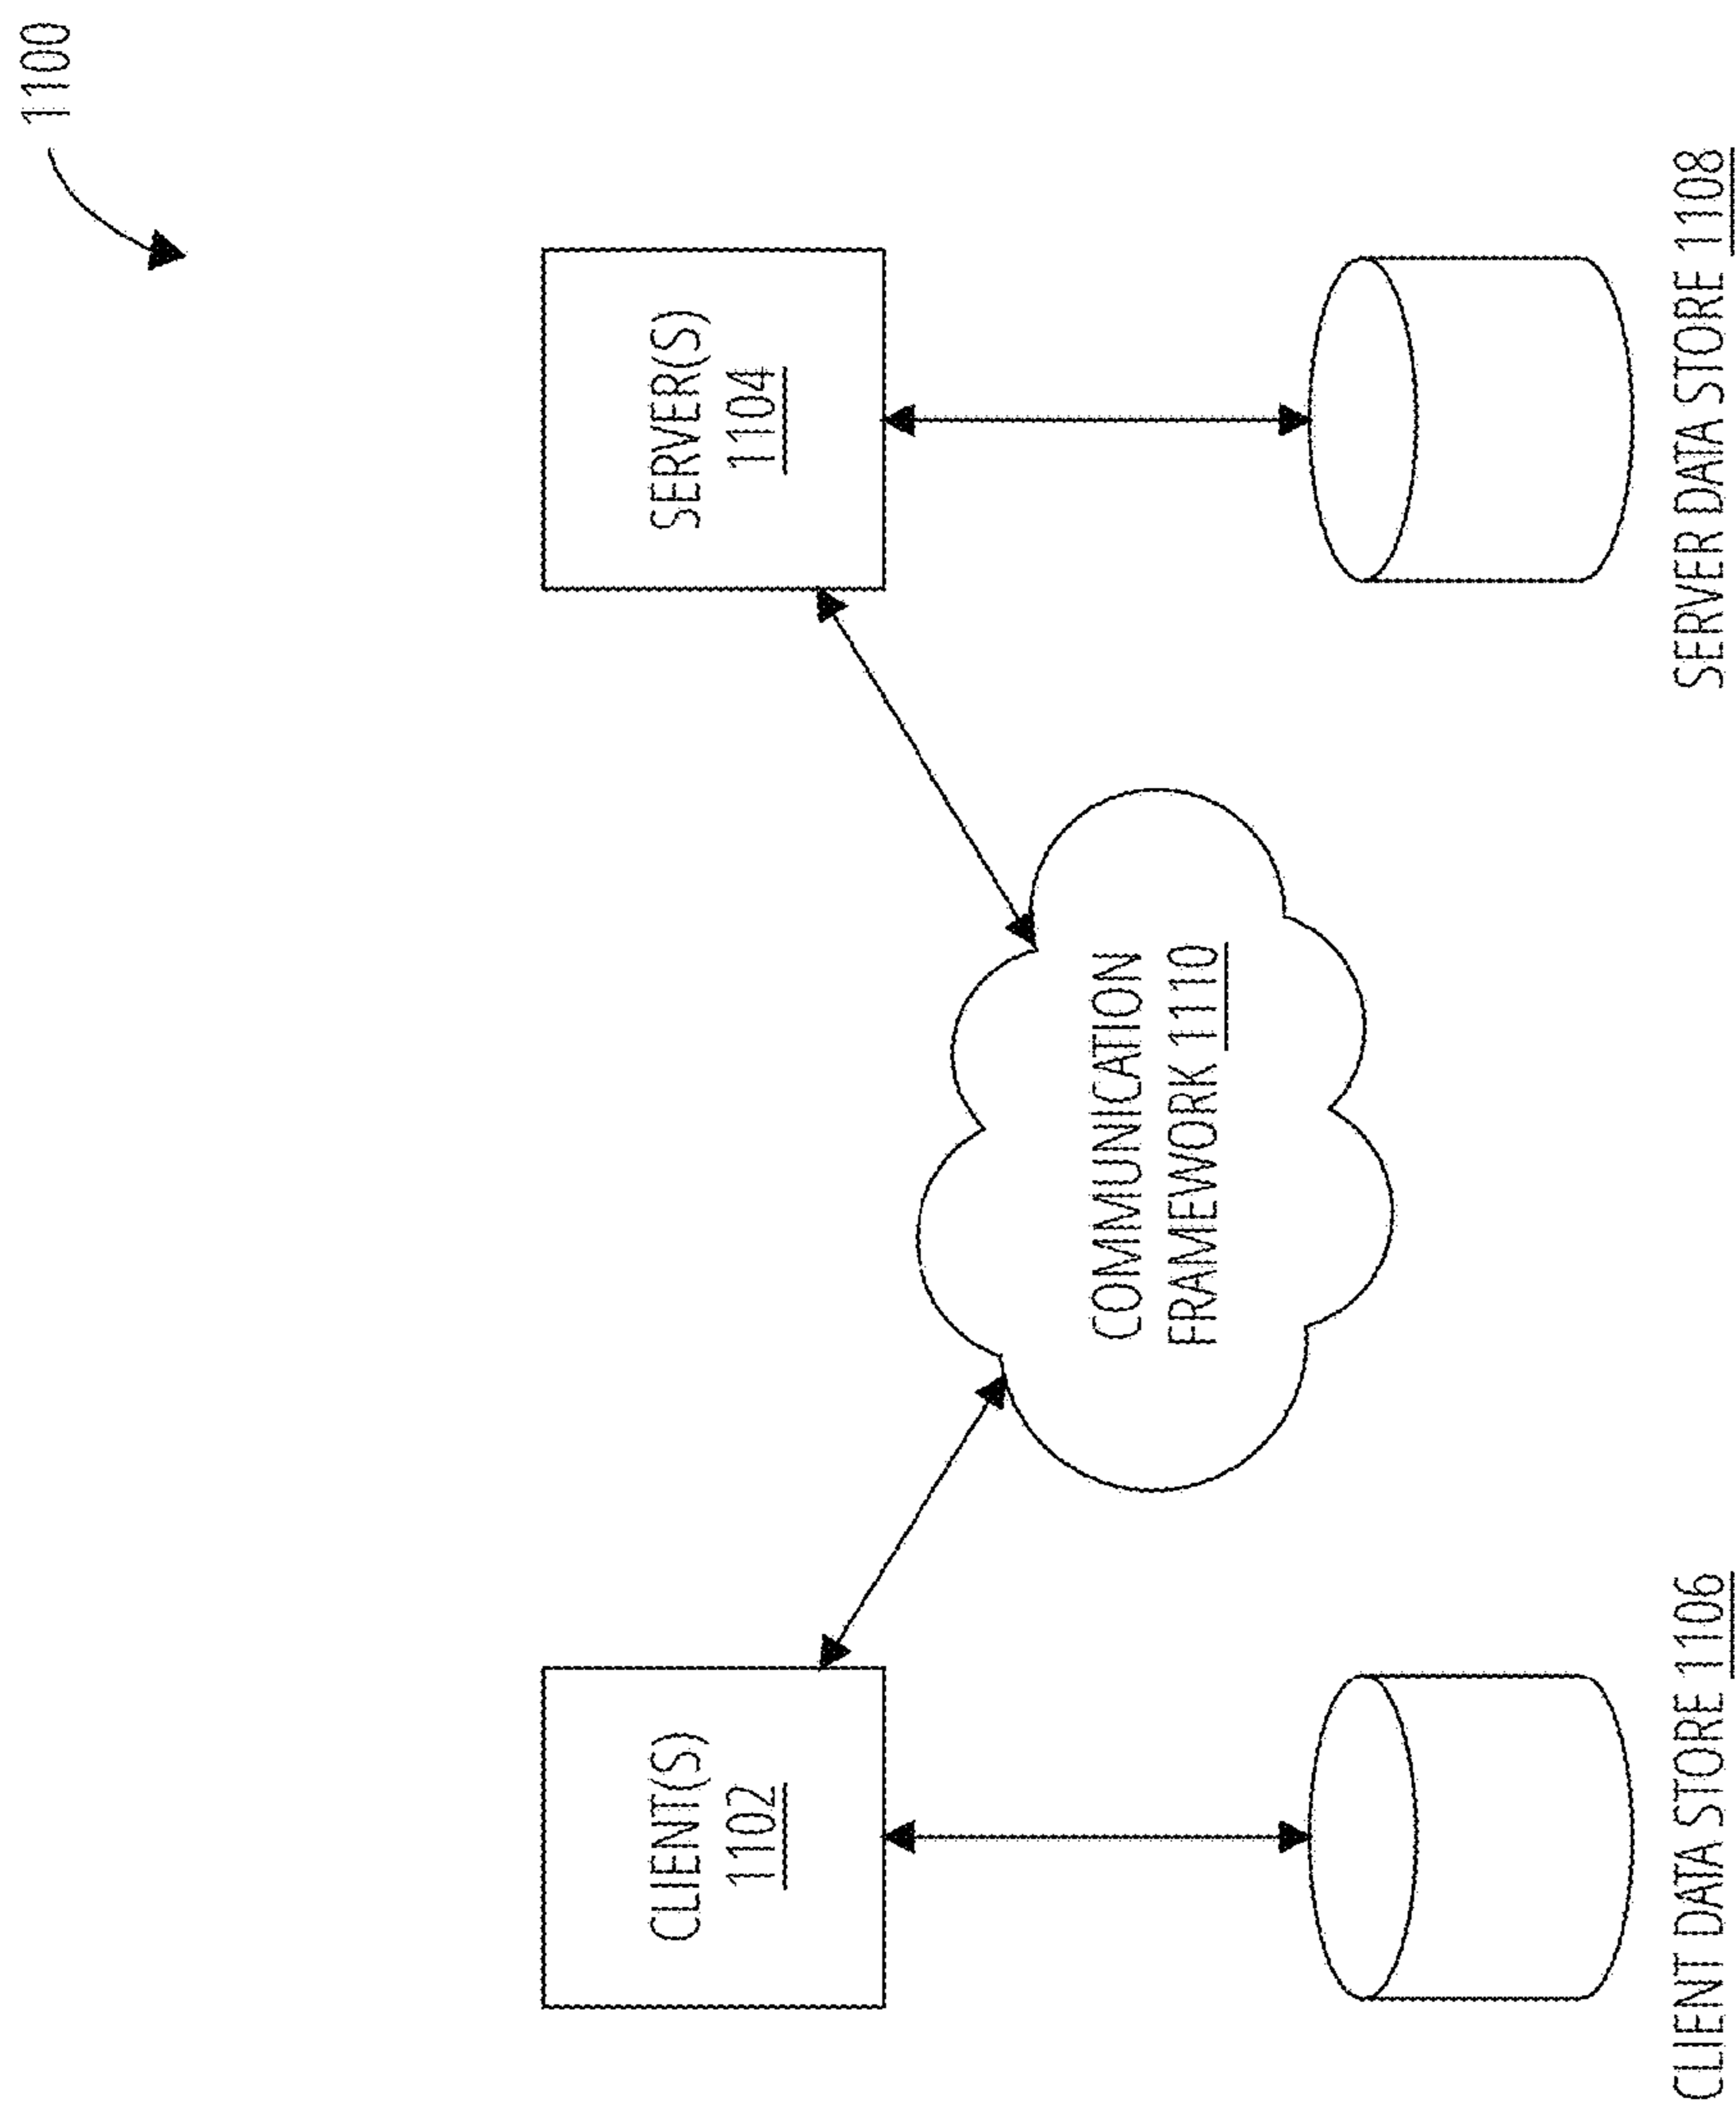 1100
CLIENT(S)
1102
SERVER(S)
1104
COMMUNICATION
FRAMEWORK 1110
CLIENT DATA STORE 1106
SERVER DATA STORE 1108